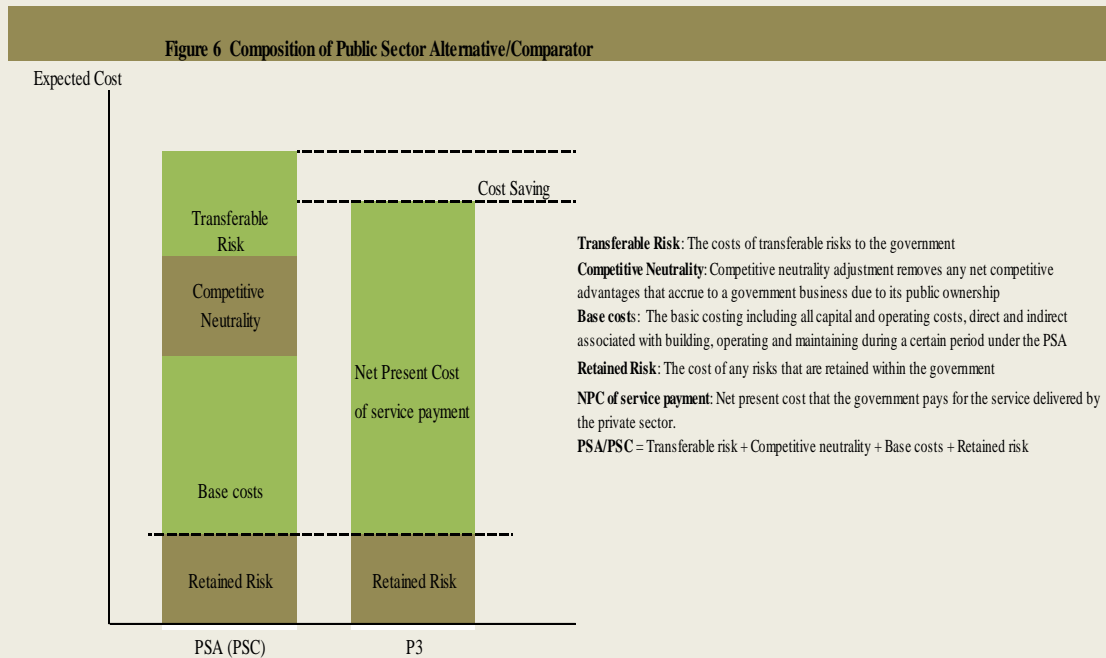 Figure 6 Composition of Public Sector Alternative/Comparator
Expected Cost
Cost Saving
Transferable
Risk
Competitive
Neutrality
Base costs
Retained Risk
Net Present Cost
of service payment
Retained Risk
PSA (PSC)
P3
Transferable Risk: The costs of transferable risks to the government
Competitive Neutrality: Competitive neutrality adjustment removes any net competitive
advantages that accrue to a government business due to its public ownership
Base costs: The basic costing including all capital and operating costs, direct and indirect
associated with building, operating and maintaining during a certain period under the PSA
Retained Risk: The cost of any risks that are retained within the government
NPC of service payment: Net present cost that the government pays for the service delivered by
the private sector.
PSA/PSC = Transferable risk + Competitive neutrality + Base costs + Retained risk